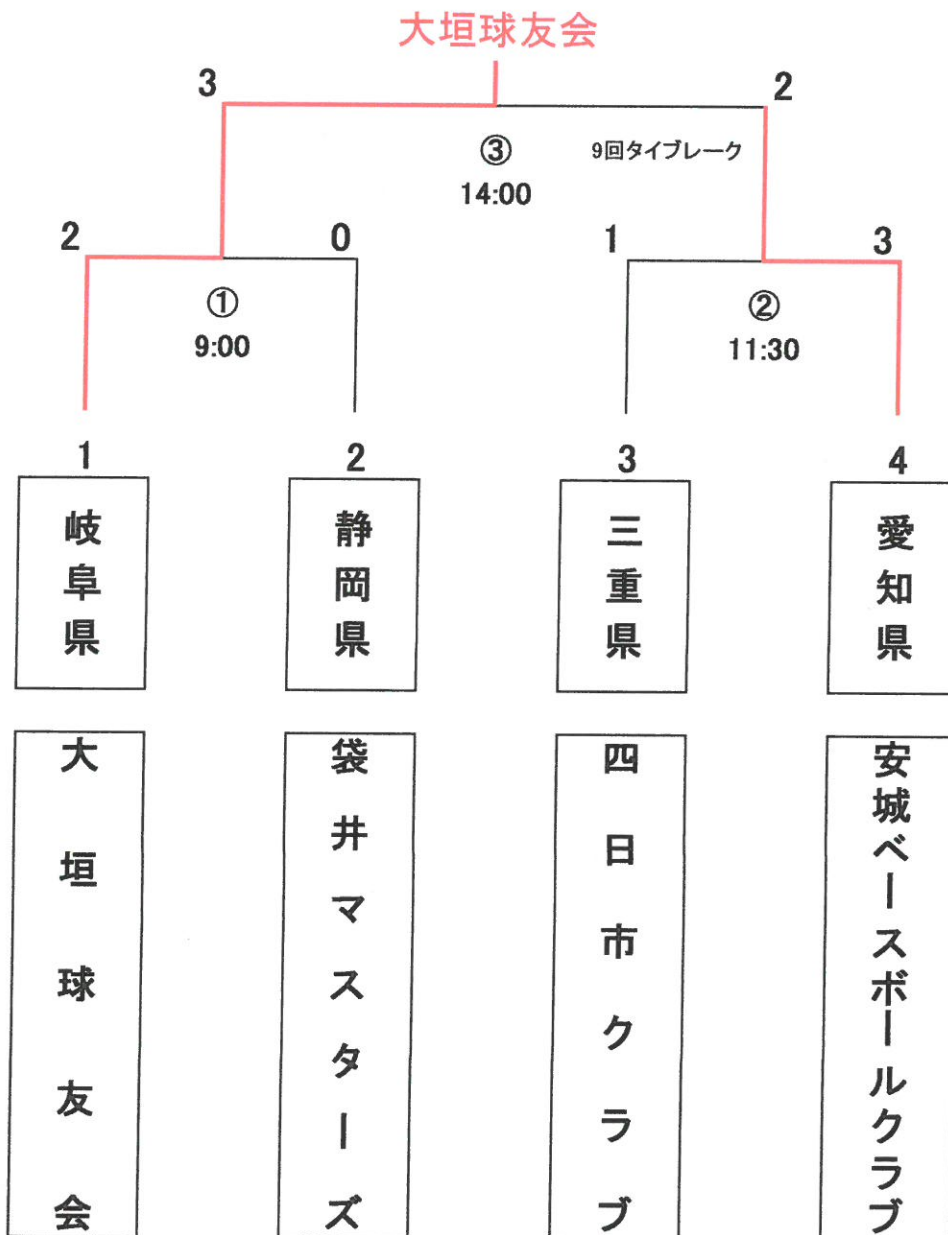 大垣球友会
3
2
③
9回タイブレーク
14:00
2
0
1
3
①
②
9:00
11:30
1
2
3
4
岐阜県
静岡県
三重県
愛知県
大垣球友会
袋井マスターズ
四日市クラブ
安城ベースボールクラブ